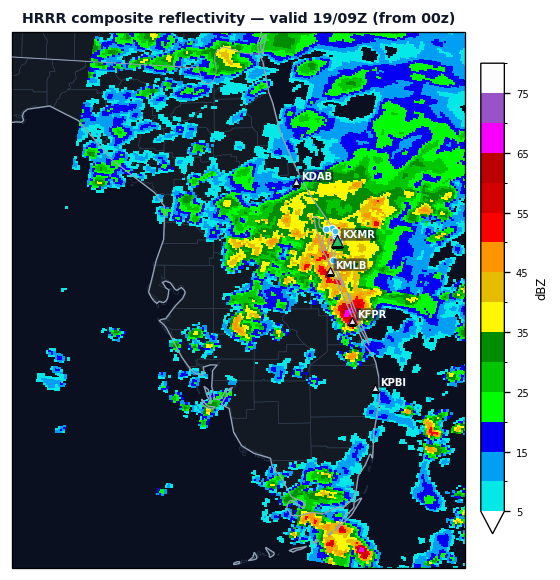 HRRR composite reflectivity — valid 19/09Z (from 00z)
KDAB
KXMR
KMLB
KFPR
KPBI
75
65
55
45
35
25
15
5
dBZ